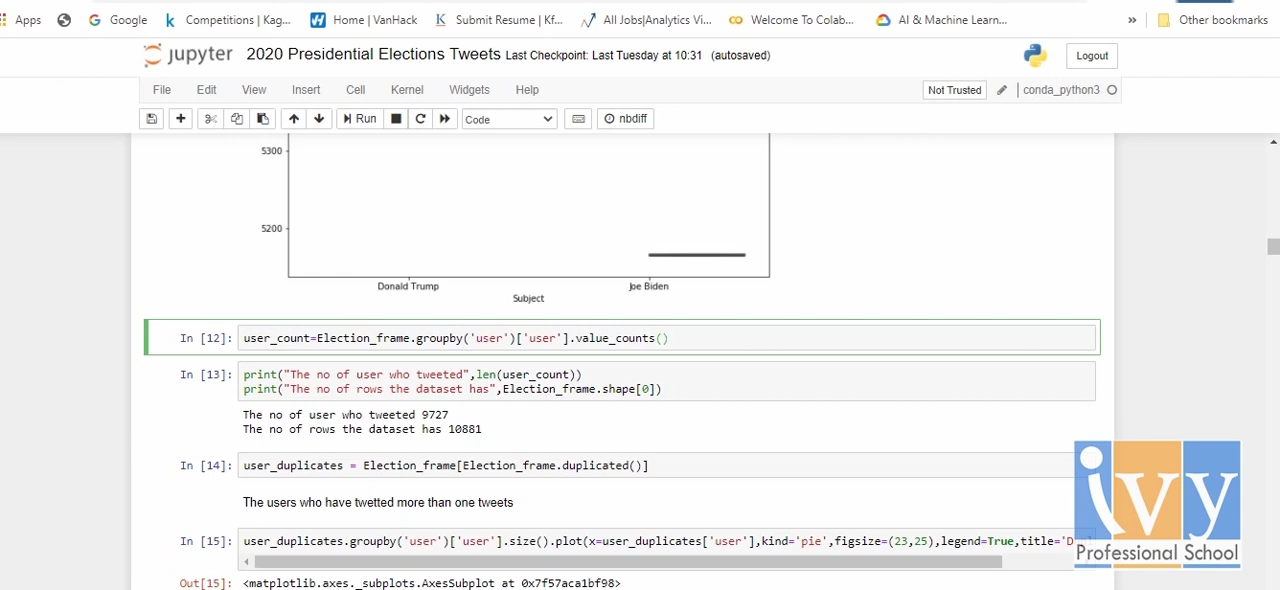 Apps Google Competitions | Kag... Home | VanHack Submit Resume | Kf... All Jobs|Analytics Vi... Welcome To Colab... AI & Machine Learn... » Other bookmarks
jupyter 2020 Presidential Elections Tweets Last Checkpoint: Last Tuesday at 10:31 (autosaved) Logout
File Edit View Insert Cell Kernel Widgets Help Not Trusted conda_python3
Run Code nbdiff
5300
5200
Donald Trump Joe Biden
Subject
In [12]: user_count=Election_frame.groupby('user')['user'].value_counts()
In [13]: print("The no of user who tweeted",len(user_count))
print("The no of rows the dataset has",Election_frame.shape[0])
The no of user who tweeted 9727
The no of rows the dataset has 10881
In [14]: user_duplicates = Election_frame[Election_frame.duplicated()]
The users who have twetted more than one tweets
In [15]: user_duplicates.groupby('user')['user'].size().plot(x=user_duplicates['user'],kind='pie',figsize=(23,25),legend=True,title='D
Out[15]: <matplotlib.axes._subplots.AxesSubplot at 0x7f57aca1bf98>
ivy
Professional School